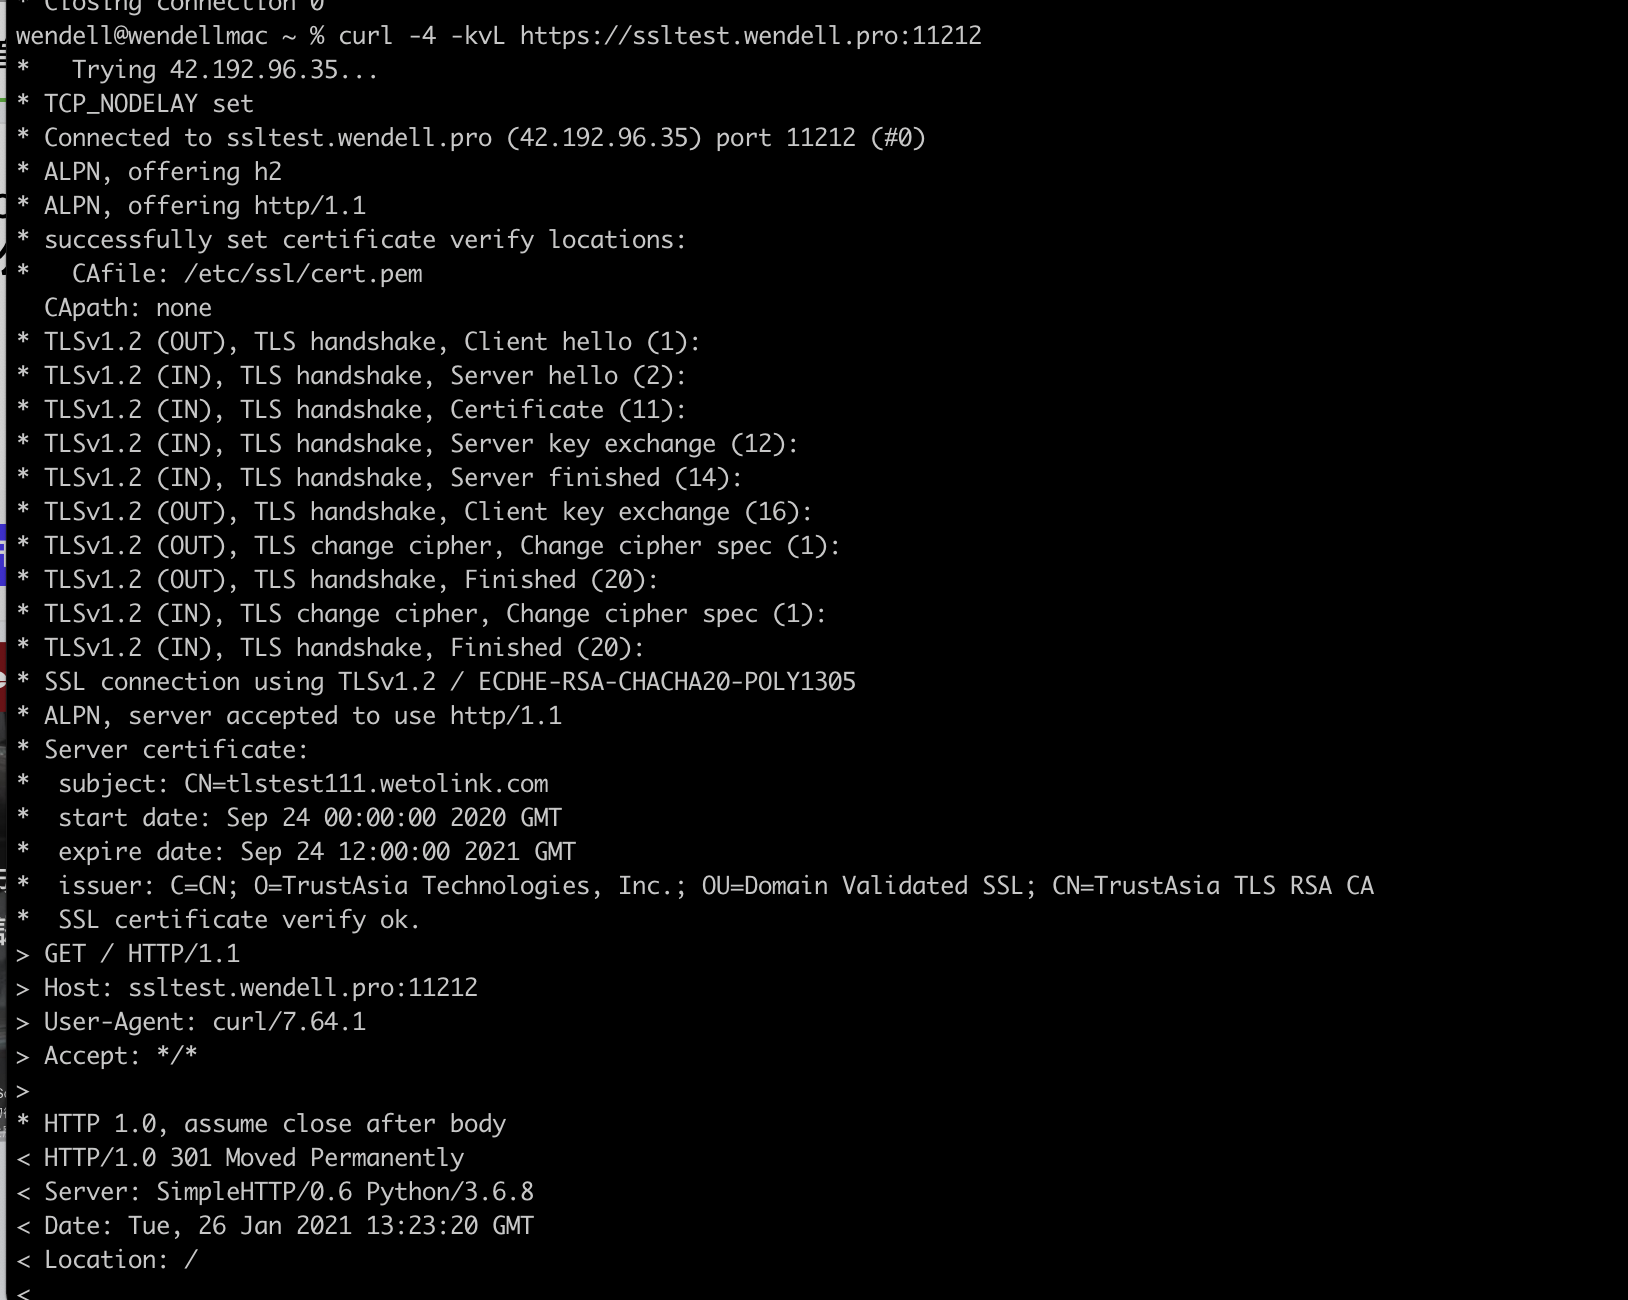 * Closing connection 0
wendell@wendellmac ~ % curl -4 -kvL https://ssltest.wendell.pro:11212
*   Trying 42.192.96.35...
* TCP_NODELAY set
* Connected to ssltest.wendell.pro (42.192.96.35) port 11212 (#0)
* ALPN, offering h2
* ALPN, offering http/1.1
* successfully set certificate verify locations:
*   CAfile: /etc/ssl/cert.pem
  CApath: none
* TLSv1.2 (OUT), TLS handshake, Client hello (1):
* TLSv1.2 (IN), TLS handshake, Server hello (2):
* TLSv1.2 (IN), TLS handshake, Certificate (11):
* TLSv1.2 (IN), TLS handshake, Server key exchange (12):
* TLSv1.2 (IN), TLS handshake, Server finished (14):
* TLSv1.2 (OUT), TLS handshake, Client key exchange (16):
* TLSv1.2 (OUT), TLS change cipher, Change cipher spec (1):
* TLSv1.2 (OUT), TLS handshake, Finished (20):
* TLSv1.2 (IN), TLS change cipher, Change cipher spec (1):
* TLSv1.2 (IN), TLS handshake, Finished (20):
* SSL connection using TLSv1.2 / ECDHE-RSA-CHACHA20-POLY1305
* ALPN, server accepted to use http/1.1
* Server certificate:
*  subject: CN=tlstest111.wetolink.com
*  start date: Sep 24 00:00:00 2020 GMT
*  expire date: Sep 24 12:00:00 2021 GMT
*  issuer: C=CN; O=TrustAsia Technologies, Inc.; OU=Domain Validated SSL; CN=TrustAsia TLS RSA CA
*  SSL certificate verify ok.
> GET / HTTP/1.1
> Host: ssltest.wendell.pro:11212
> User-Agent: curl/7.64.1
> Accept: */*
>
* HTTP 1.0, assume close after body
< HTTP/1.0 301 Moved Permanently
< Server: SimpleHTTP/0.6 Python/3.6.8
< Date: Tue, 26 Jan 2021 13:23:20 GMT
< Location: /
<